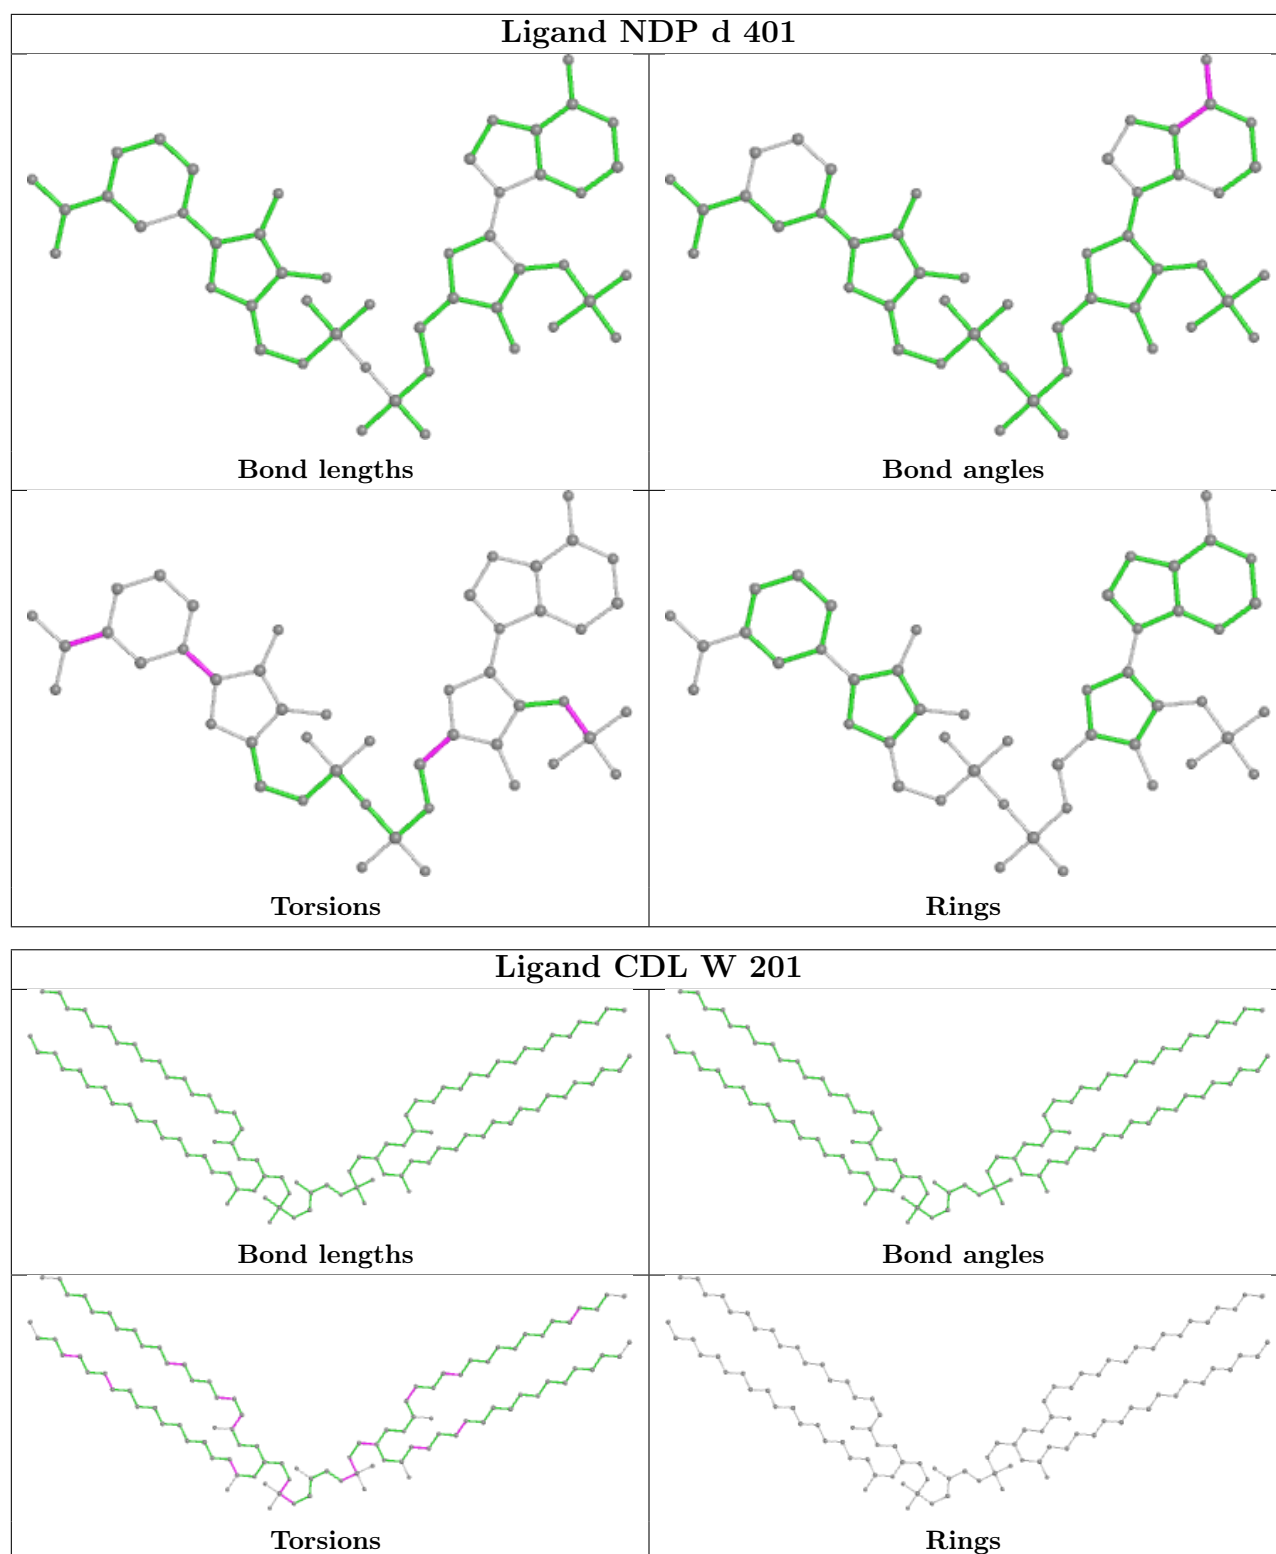 Ligand NDP d 401
Bond lengths
Bond angles
Torsions
Rings
Ligand CDL W 201
Bond lengths
Bond angles
Torsions
Rings